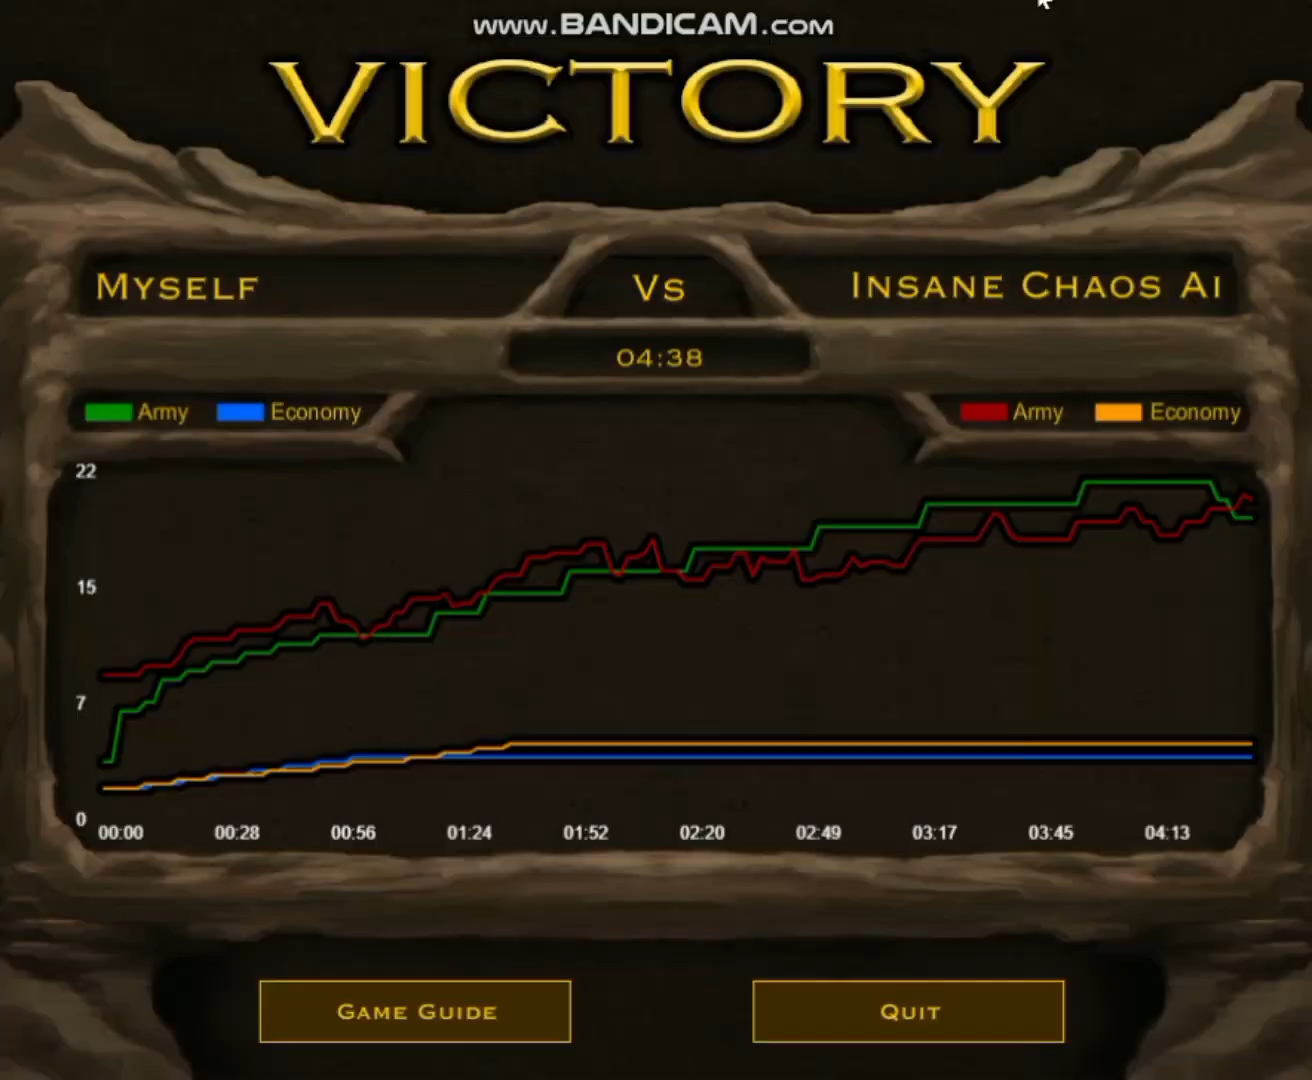 www.BANDICAM.com
VICTORY
MYSELF
VS
INSANE CHAOS AI
04:38
Army
Economy
Army
Economy
22
15
7
0
00:00 00:28 00:56 01:24 01:52 02:20 02:49 03:17 03:45 04:13
GAME GUIDE
QUIT